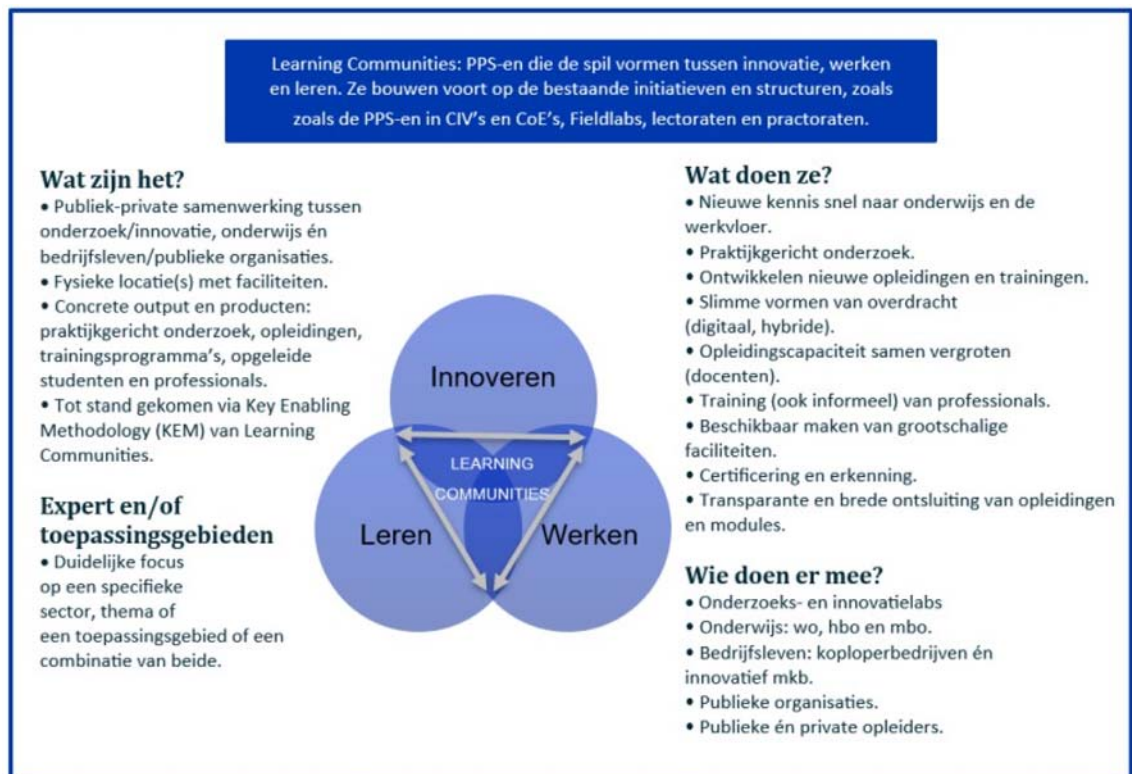 Learning Communities: PPS-en die de spil vormen tussen innovatie, werken
en leren. Ze bouwen voort op de bestaande initiatieven en structuren, zoals
zoals de PPS-en in CIV's en CoE's, Fieldlabs, lectoraten en practoraten.
Wat zijn het?
• Publiek-private samenwerking tussen
onderzoek/innovatie, onderwijs én
bedrijfsleven/publieke organisaties.
• Fysieke locatie(s) met faciliteiten.
• Concrete output en producten:
praktijkgericht onderzoek, opleidingen,
trainingsprogramma's, opgeleide
studenten en professionals.
• Tot stand gekomen via Key Enabling
Methodology (KEM) van Learning
Communities.
Expert en/of
toepassingsgebieden
• Duidelijke focus
op een specifieke
sector, thema of
een toepassingsgebied of een
combinatie van beide.
Innoveren
LEARNING
COMMUNITIES
Leren
Werken
Wat doen ze?
• Nieuwe kennis snel naar onderwijs en de
werkvloer.
• Praktijkgericht onderzoek.
• Ontwikkelen nieuwe opleidingen en trainingen.
• Slimme vormen van overdracht
(digitaal, hybride).
• Opleidingscapaciteit samen vergroten
(docenten).
• Training (ook informeel) van professionals.
• Beschikbaar maken van grootschalige
faciliteiten.
• Certificering en erkenning.
• Transparante en brede ontsluiting van opleidingen
en modules.
Wie doen er mee?
• Onderzoeks- en innovatielabs
• Onderwijs: wo, hbo en mbo.
• Bedrijfsleven: koploperbedrijven én
innovatief mkb.
• Publieke organisaties.
• Publieke én private opleiders.